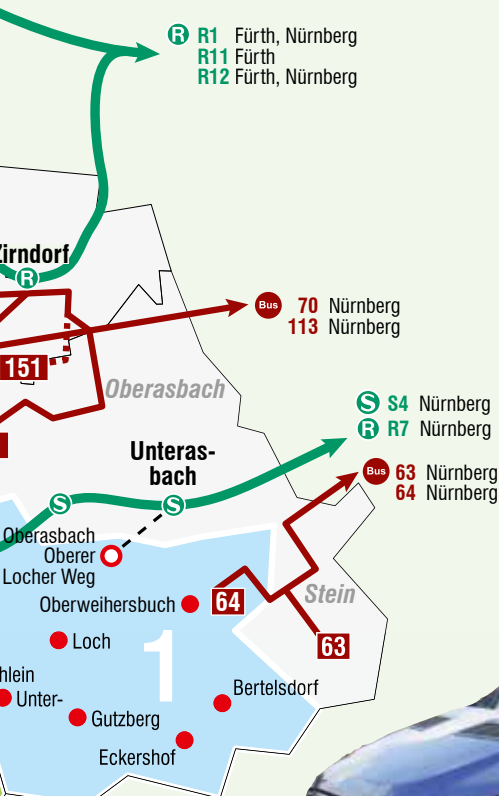 R R1 Fürth, Nürnberg
R11 Fürth
R12 Fürth, Nürnberg
Zirndorf
R
Bus 70 Nürnberg
113 Nürnberg
151
Oberasbach
S S4 Nürnberg
R R7 Nürnberg
Unteras-
bach
Bus 63 Nürnberg
64 Nürnberg
S
S
Oberasbach
Oberer
Locher Weg
Stein
Oberweihersbuch
64
63
Loch
1
hlein
Unter-
Bertelsdorf
Gutzberg
Eckershof